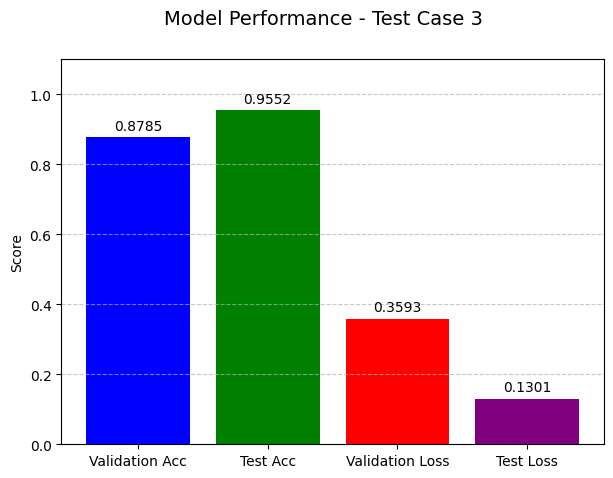 Model Performance - Test Case 3
Score
1.0
0.8
0.6
0.4
0.2
0.0
0.8785
0.9552
0.3593
0.1301
Validation Acc
Test Acc
Validation Loss
Test Loss